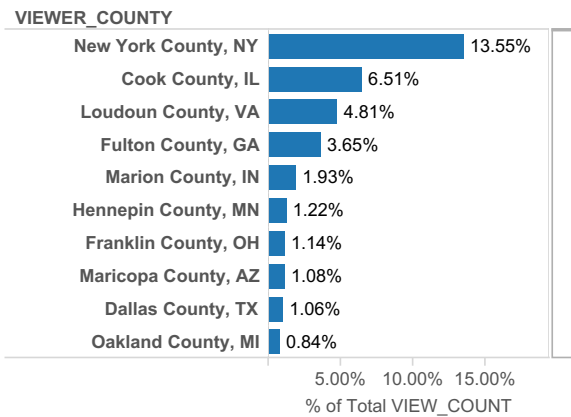 VIEWER_COUNTY
New York County, NY 13.55%
Cook County, IL 6.51%
Loudoun County, VA 4.81%
Fulton County, GA 3.65%
Marion County, IN 1.93%
Hennepin County, MN 1.22%
Franklin County, OH 1.14%
Maricopa County, AZ 1.08%
Dallas County, TX 1.06%
Oakland County, MI 0.84%
5.00% 10.00% 15.00%
% of Total VIEW_COUNT